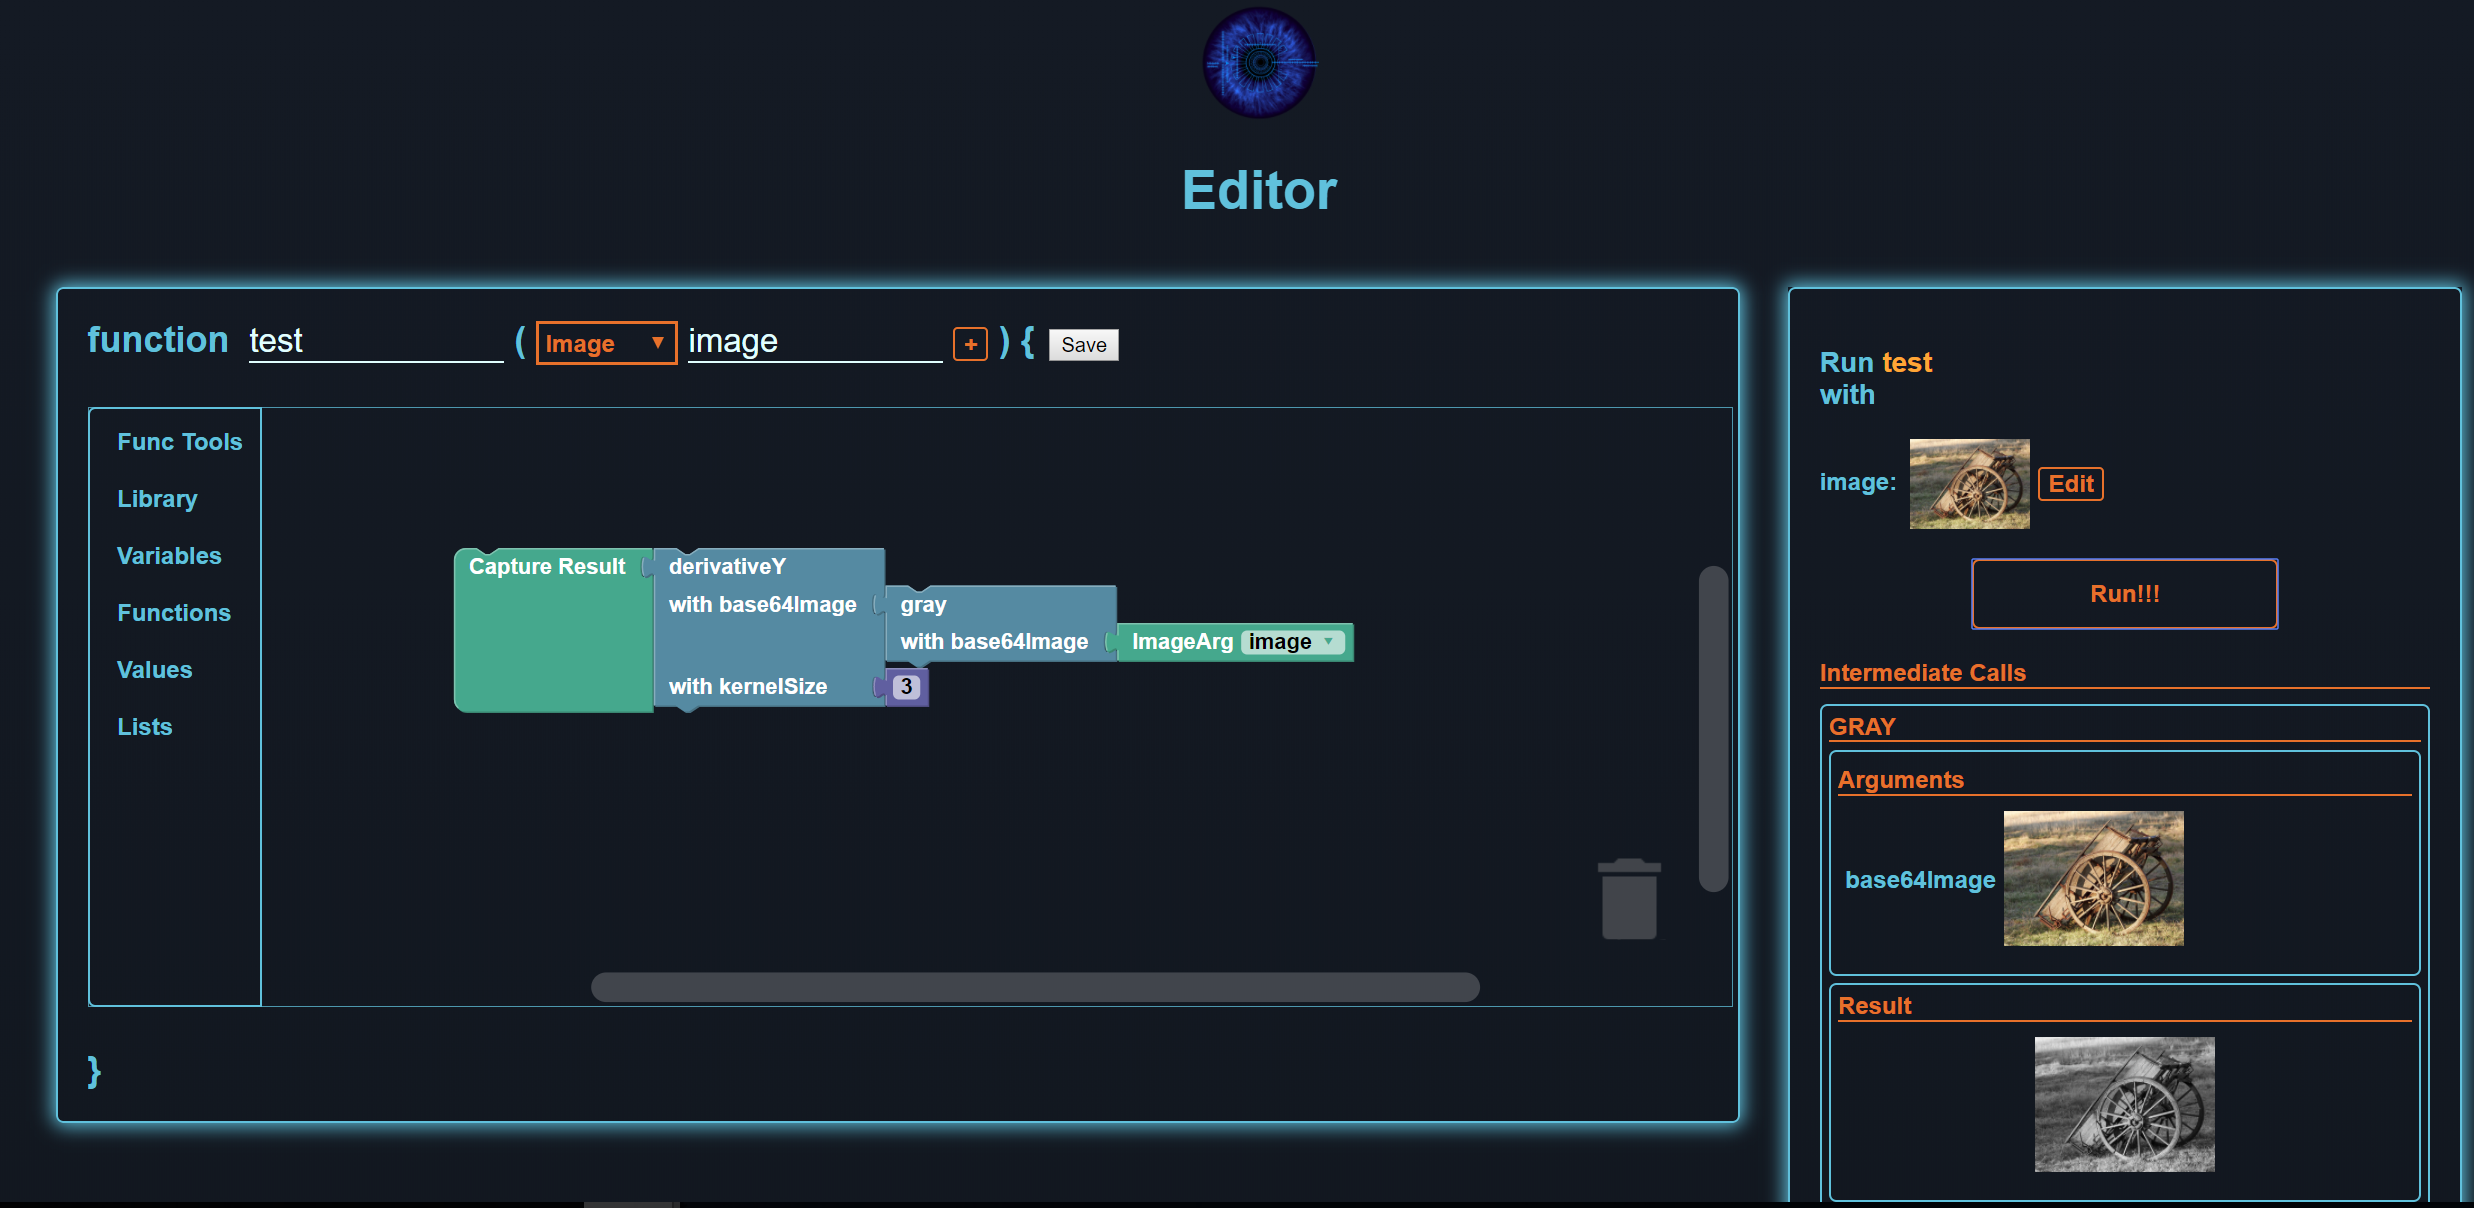 Editor
function test ( Image ▼ image + ) { Save
Func Tools
Library
Variables
Functions
Values
Lists
Capture Result derivativeY
with base64Image gray
with base64Image ImageArg image ▼
with kernelSize 3
}
Run test
with
image: Edit
Run!!!
Intermediate Calls
GRAY
Arguments
base64Image
Result